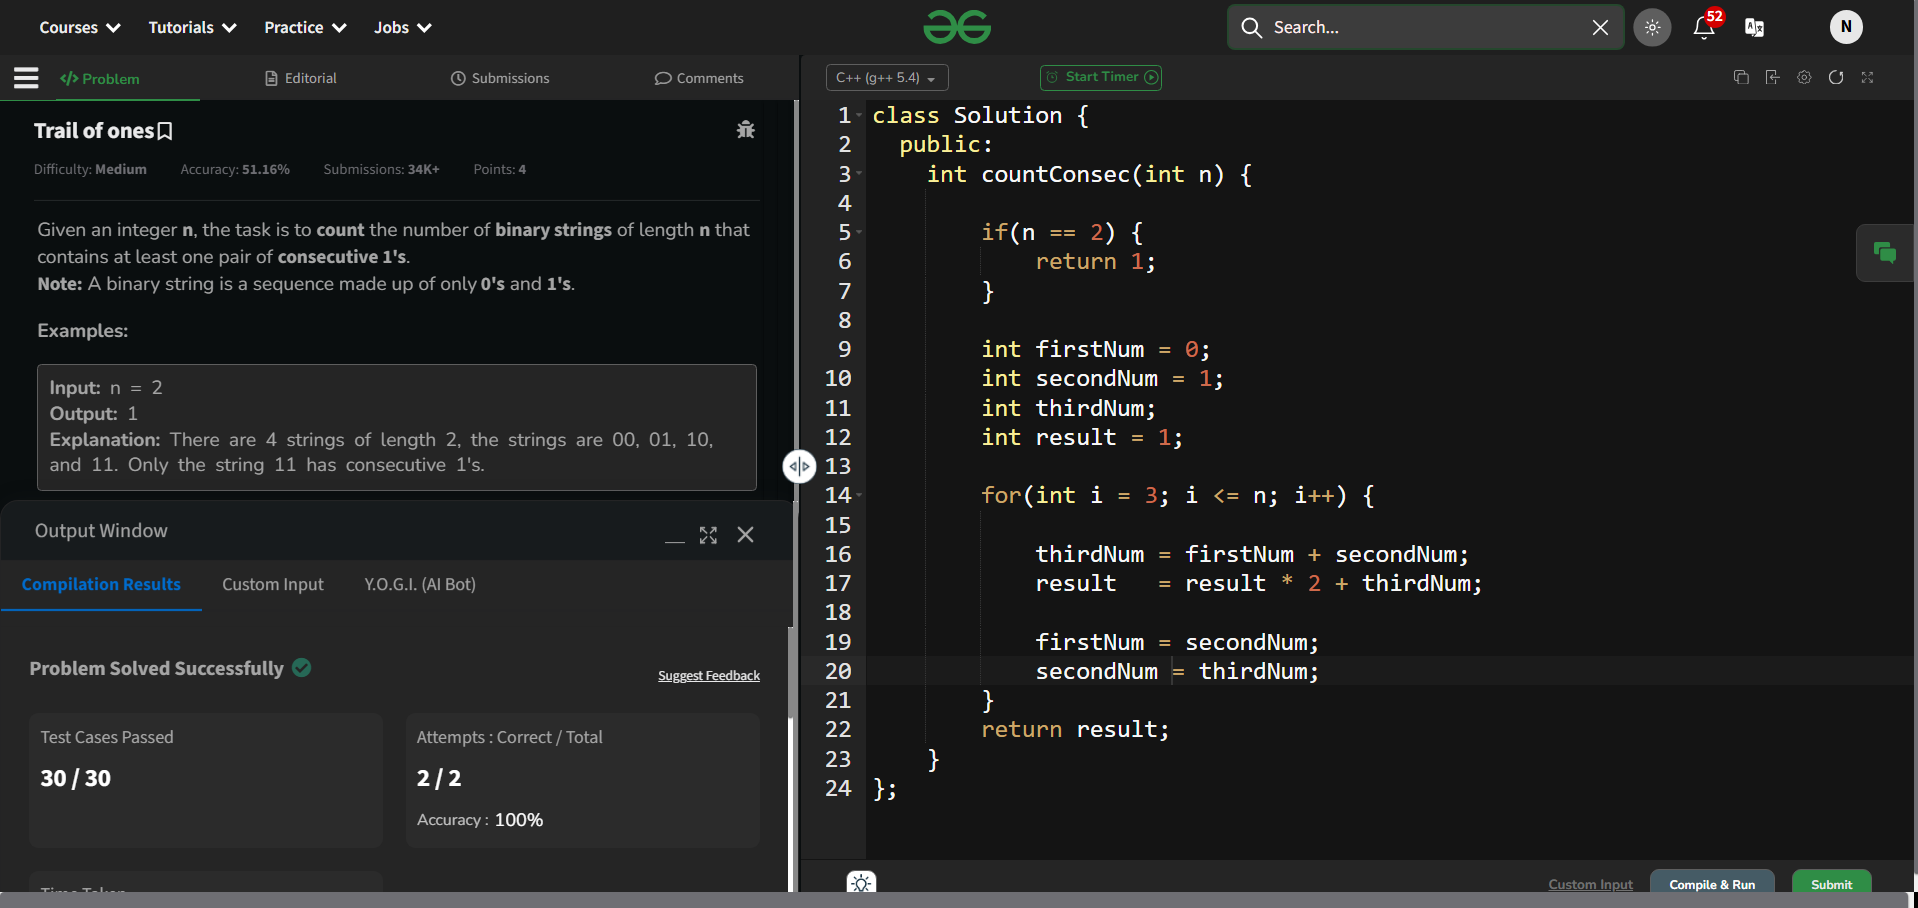 Courses Tutorials Practice Jobs
Search...
52
N
</> Problem Editorial Submissions Comments
C++ (g++ 5.4) Start Timer
Trail of ones
Difficulty: Medium Accuracy: 51.16% Submissions: 34K+ Points: 4
Given an integer n, the task is to count the number of binary strings of length n that
contains at least one pair of consecutive 1's.
Note: A binary string is a sequence made up of only 0's and 1's.
Examples:
Input: n = 2
Output: 1
Explanation: There are 4 strings of length 2, the strings are 00, 01, 10,
and 11. Only the string 11 has consecutive 1's.
Output Window
Compilation Results Custom Input Y.O.G.I. (AI Bot)
Problem Solved Successfully
Suggest Feedback
Test Cases Passed
30 / 30
Attempts : Correct / Total
2 / 2
Accuracy : 100%
Time Taken
1 class Solution {
2 public:
3 int countConsec(int n) {
4
5 if(n == 2) {
6 return 1;
7 }
8
9 int firstNum = 0;
10 int secondNum = 1;
11 int thirdNum;
12 int result = 1;
13
14 for(int i = 3; i <= n; i++) {
15
16 thirdNum = firstNum + secondNum;
17 result = result * 2 + thirdNum;
18
19 firstNum = secondNum;
20 secondNum = thirdNum;
21 }
22 return result;
23 }
24 };
Custom Input Compile & Run Submit